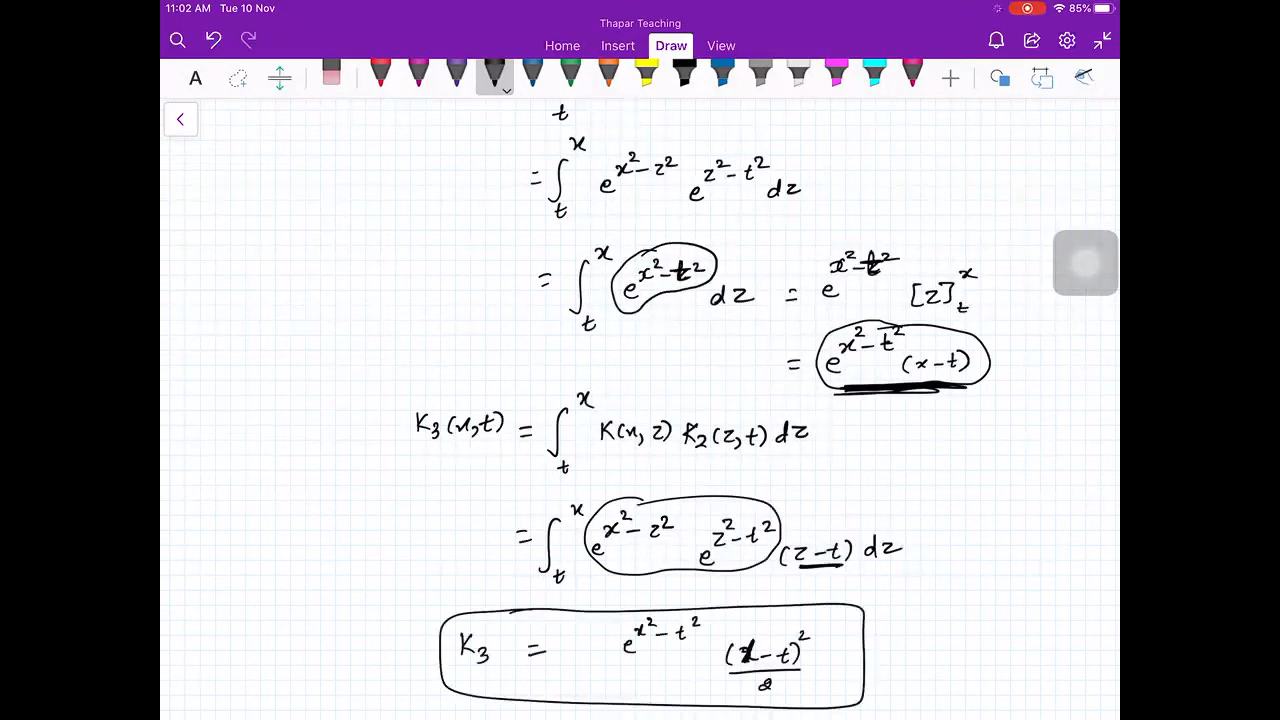 11:02 AM Tue 10 Nov 85%
Thapar Teaching
Home Insert Draw View
A
t
= ∫_t^x e^{x²-z²} e^{z²-t²} dz
= ∫_t^x e^{x²-t²} dz = e^{x²-t²} [z]_t^x
= e^{x²-t²} (x-t)
K₃(x,t) = ∫_t^x K(x,z) K₂(z,t) dz
= ∫_t^x e^{x²-z²} e^{z²-t²} (z-t) dz
K₃ = e^{x²-t²} (x-t)²/2